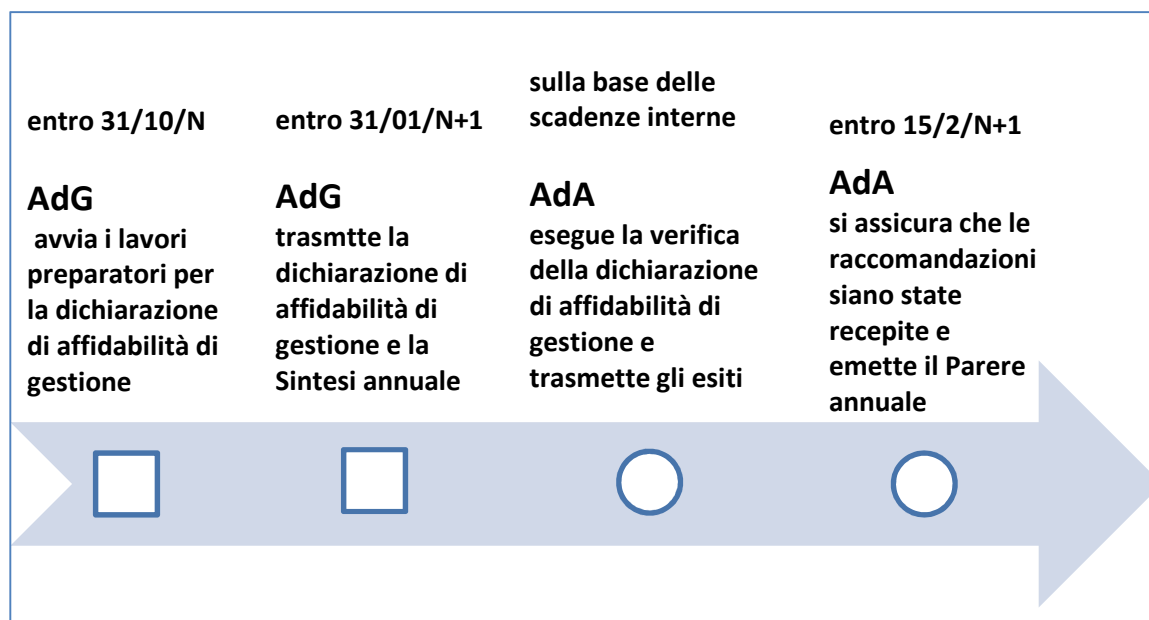 entro 31/10/N
AdG
avvia i lavori
preparatori per
la dichiarazione
di affidabilità di
gestione
entro 31/01/N+1
AdG
trasmtte la
dichiarazione di
affidabilità di
gestione e la
Sintesi annuale
sulla base delle
scadenze interne
AdA
esegue la verifica
della dichiarazione
di affidabilità di
gestione e
trasmette gli esiti
entro 15/2/N+1
AdA
si assicura che le
raccomandazioni
siano state
recepite e
emette il Parere
annuale